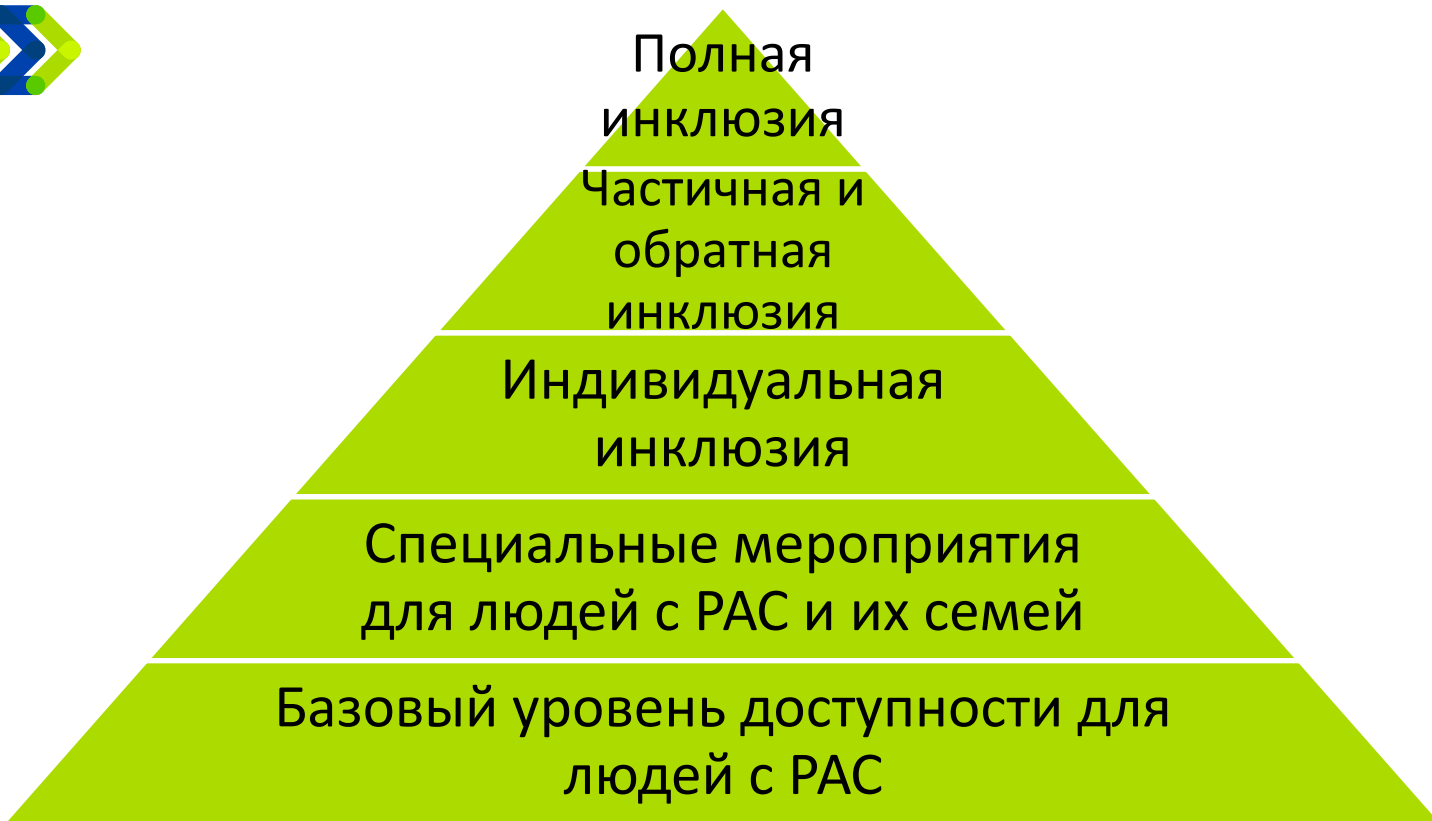 Полная
инклюзия
Частичная и
обратная
инклюзия
Индивидуальная
инклюзия
Специальные мероприятия
для людей с РАС и их семей
Базовый уровень доступности для
людей с РАС